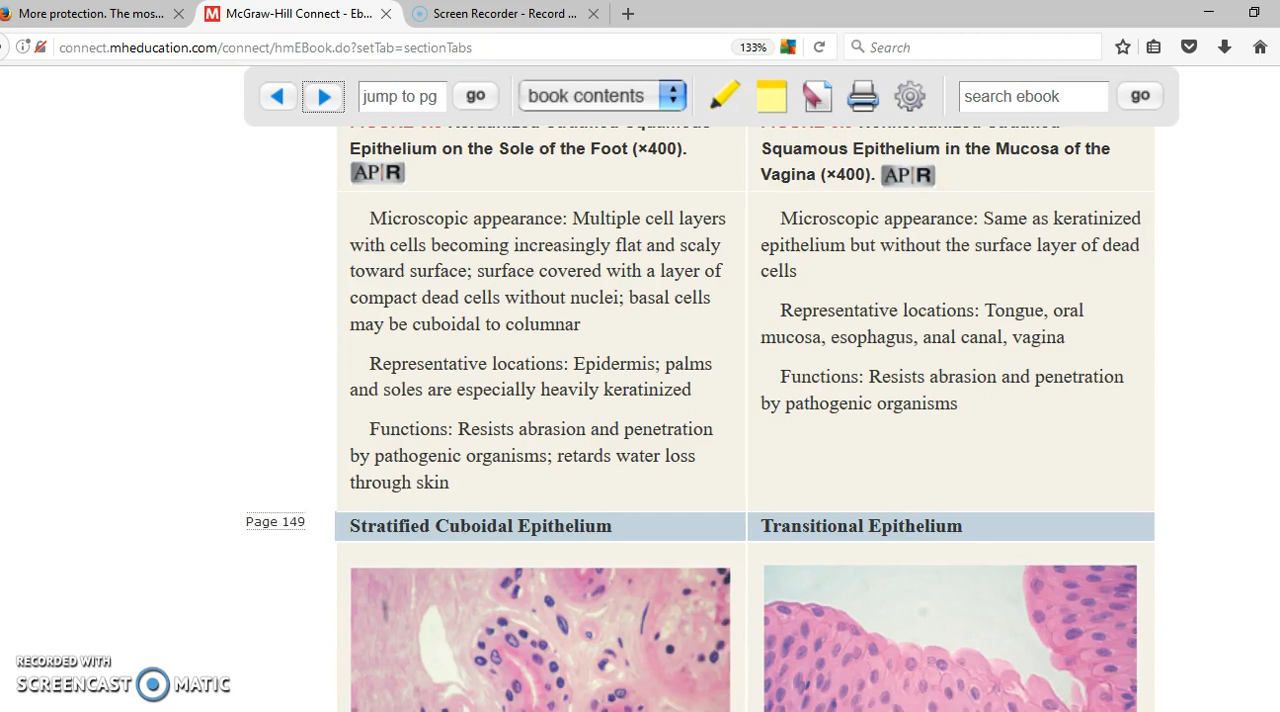 More protection. The mos...
McGraw-Hill Connect - Eb...
Screen Recorder - Record ...
connect.mheducation.com/connect/hmEBook.do?setTab=sectionTabs
133%
Search
jump to pg
go
book contents
search ebook
go
Epithelium on the Sole of the Foot (×400).
AP|R
Microscopic appearance: Multiple cell layers
with cells becoming increasingly flat and scaly
toward surface; surface covered with a layer of
compact dead cells without nuclei; basal cells
may be cuboidal to columnar
Representative locations: Epidermis; palms
and soles are especially heavily keratinized
Functions: Resists abrasion and penetration
by pathogenic organisms; retards water loss
through skin
Squamous Epithelium in the Mucosa of the
Vagina (×400). AP|R
Microscopic appearance: Same as keratinized
epithelium but without the surface layer of dead
cells
Representative locations: Tongue, oral
mucosa, esophagus, anal canal, vagina
Functions: Resists abrasion and penetration
by pathogenic organisms
Page 149
Stratified Cuboidal Epithelium
Transitional Epithelium
RECORDED WITH
SCREENCAST MATIC